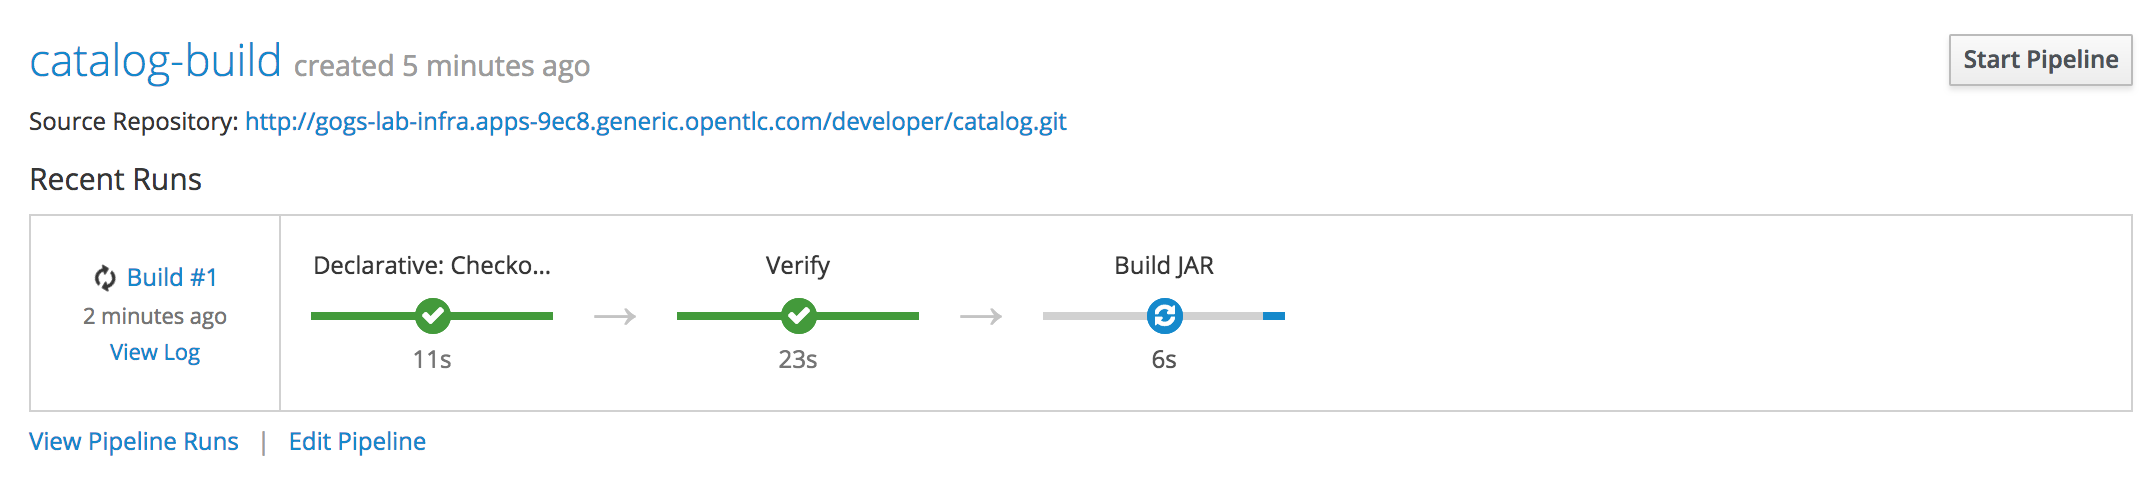 catalog-build created 5 minutes ago
Start Pipeline
Source Repository: http://gogs-lab-infra.apps-9ec8.generic.opentlc.com/developer/catalog.git
Recent Runs
Build #1
2 minutes ago
View Log
Declarative: Checko...
11s
Verify
23s
Build JAR
6s
View Pipeline Runs | Edit Pipeline